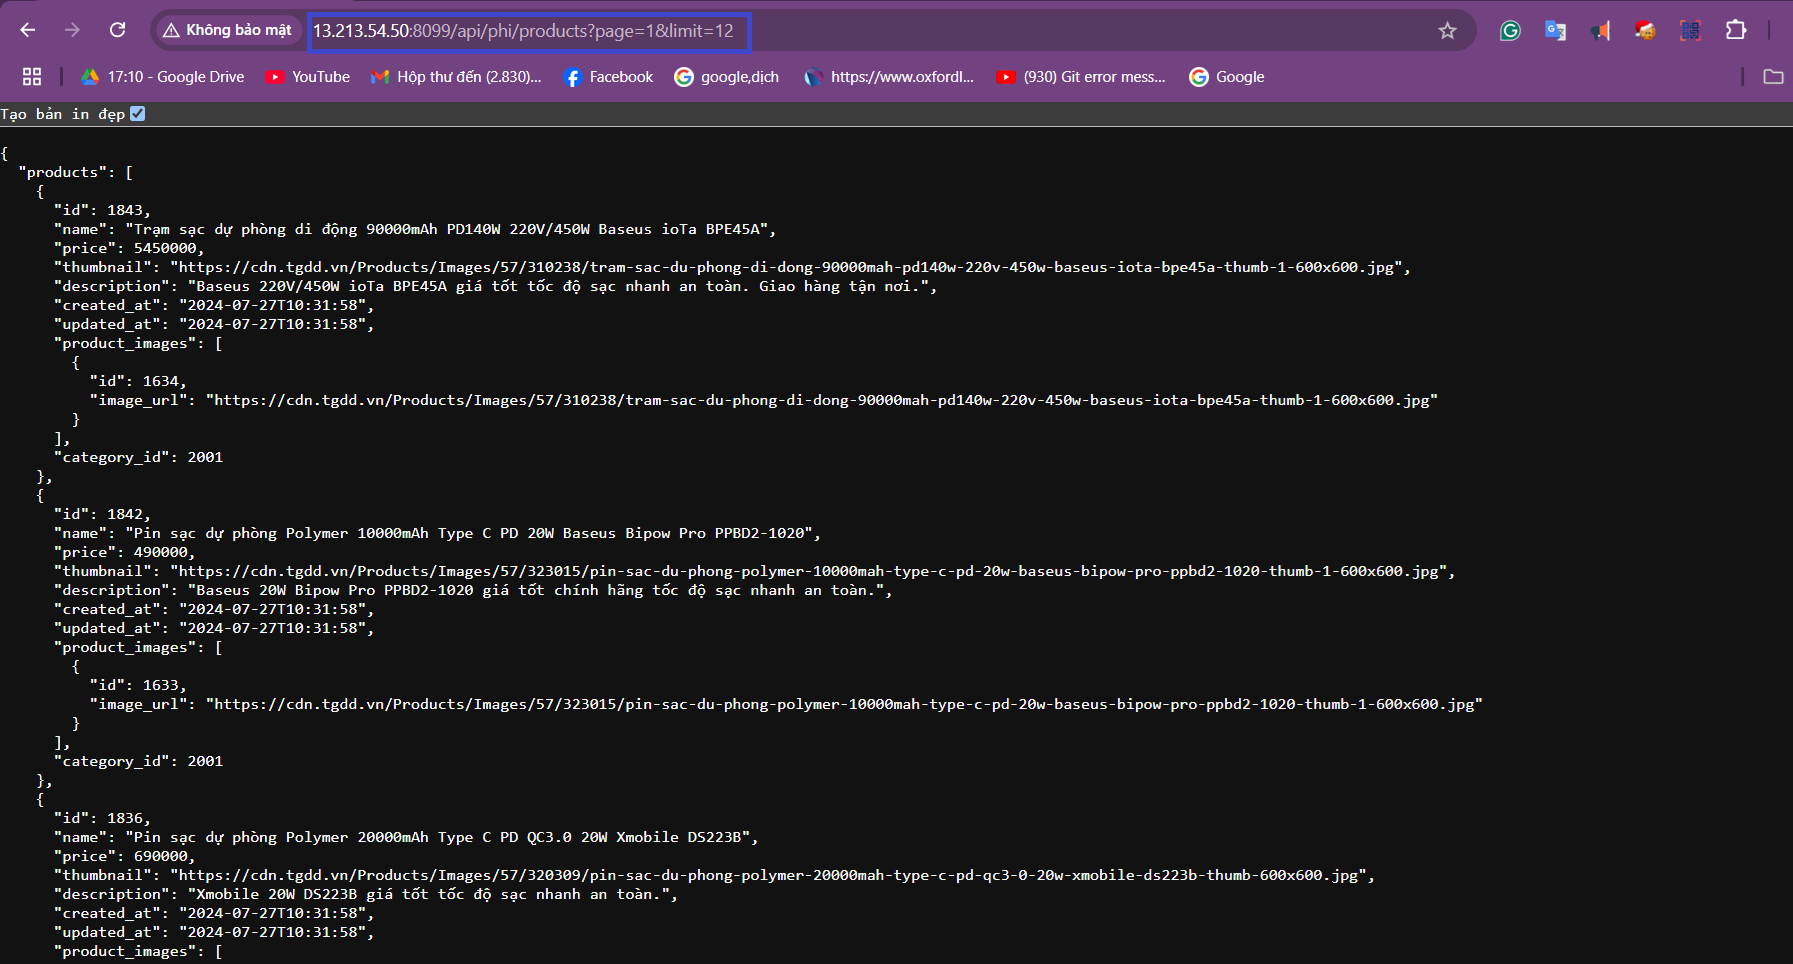 Không bảo mật 13.213.54.50:8099/api/phi/products?page=1&limit=12
17:10 - Google Drive YouTube Hộp thư đến (2.830)... Facebook google,dịch https://www.oxfordl... (930) Git error mess... Google
Tạo bản in đẹp
{
  "products": [
    {
      "id": 1843,
      "name": "Trạm sạc dự phòng di động 90000mAh PD140W 220V/450W Baseus ioTa BPE45A",
      "price": 5450000,
      "thumbnail": "https://cdn.tgdd.vn/Products/Images/57/310238/tram-sac-du-phong-di-dong-90000mah-pd140w-220v-450w-baseus-iota-bpe45a-thumb-1-600x600.jpg",
      "description": "Baseus 220V/450W ioTa BPE45A giá tốt tốc độ sạc nhanh an toàn. Giao hàng tận nơi.",
      "created_at": "2024-07-27T10:31:58",
      "updated_at": "2024-07-27T10:31:58",
      "product_images": [
        {
          "id": 1634,
          "image_url": "https://cdn.tgdd.vn/Products/Images/57/310238/tram-sac-du-phong-di-dong-90000mah-pd140w-220v-450w-baseus-iota-bpe45a-thumb-1-600x600.jpg"
        }
      ],
      "category_id": 2001
    },
    {
      "id": 1842,
      "name": "Pin sạc dự phòng Polymer 10000mAh Type C PD 20W Baseus Bipow Pro PPBD2-1020",
      "price": 490000,
      "thumbnail": "https://cdn.tgdd.vn/Products/Images/57/323015/pin-sac-du-phong-polymer-10000mah-type-c-pd-20w-baseus-bipow-pro-ppbd2-1020-thumb-1-600x600.jpg",
      "description": "Baseus 20W Bipow Pro PPBD2-1020 giá tốt chính hãng tốc độ sạc nhanh an toàn.",
      "created_at": "2024-07-27T10:31:58",
      "updated_at": "2024-07-27T10:31:58",
      "product_images": [
        {
          "id": 1633,
          "image_url": "https://cdn.tgdd.vn/Products/Images/57/323015/pin-sac-du-phong-polymer-10000mah-type-c-pd-20w-baseus-bipow-pro-ppbd2-1020-thumb-1-600x600.jpg"
        }
      ],
      "category_id": 2001
    },
    {
      "id": 1836,
      "name": "Pin sạc dự phòng Polymer 20000mAh Type C PD QC3.0 20W Xmobile DS223B",
      "price": 690000,
      "thumbnail": "https://cdn.tgdd.vn/Products/Images/57/320309/pin-sac-du-phong-polymer-20000mah-type-c-pd-qc3-0-20w-xmobile-ds223b-thumb-600x600.jpg",
      "description": "Xmobile 20W DS223B giá tốt tốc độ sạc nhanh an toàn.",
      "created_at": "2024-07-27T10:31:58",
      "updated_at": "2024-07-27T10:31:58",
      "product_images": [